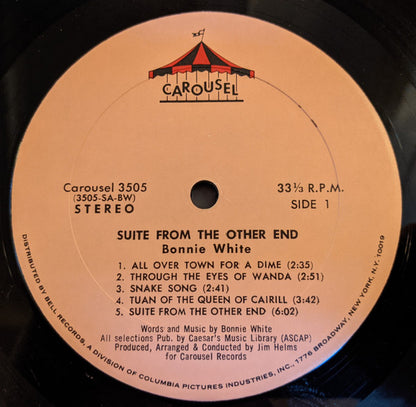 CAROUSEL
Carousel 3505
(3505-SA-BW)
STEREO
33⅓ R.P.M.
SIDE 1
SUITE FROM THE OTHER END
Bonnie White
1. ALL OVER TOWN FOR A DIME (2:35)
2. THROUGH THE EYES OF WANDA (2:51)
3. SNAKE SONG (2:41)
4. TUAN OF THE QUEEN OF CAIRILL (3:42)
5. SUITE FROM THE OTHER END (6:02)
Words and Music by Bonnie White
All selections Pub. by Caesar's Music Library (ASCAP)
Produced, Arranged & Conducted by Jim Helms
for Carousel Records
DISTRIBUTED BY BELL RECORDS, A DIVISION OF COLUMBIA PICTURES INDUSTRIES, INC., 1776 BROADWAY, NEW YORK, N.Y. 10019